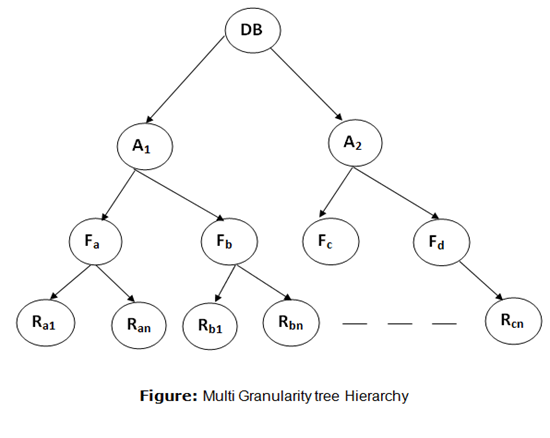 DB
A1 A2
Fa Fb Fc Fd
Ra1 Ran Rb1 Rbn Rcn
Figure: Multi Granularity tree Hierarchy